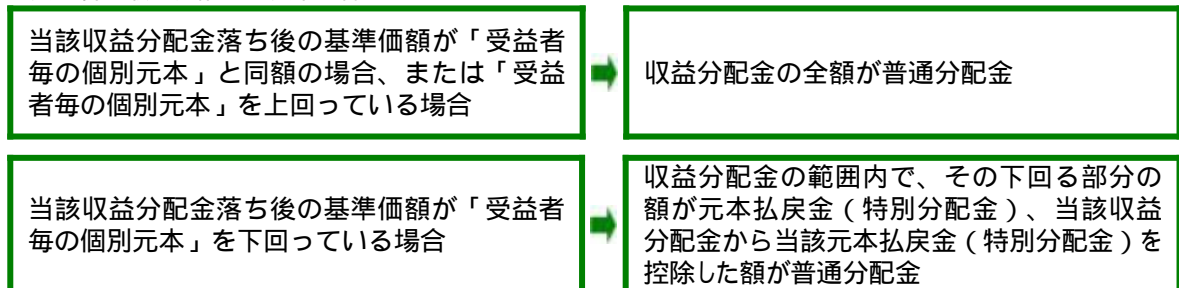 当該収益分配金落ち後の基準価額が「受益者
毎の個別元本」と同額の場合、または「受益
者毎の個別元本」を上回っている場合
収益分配金の全額が普通分配金
当該収益分配金落ち後の基準価額が「受益者
毎の個別元本」を下回っている場合
収益分配金の範囲内で、その下回る部分の
額が元本払戻金（特別分配金）、当該収益
分配金から当該元本払戻金（特別分配金）を
控除した額が普通分配金